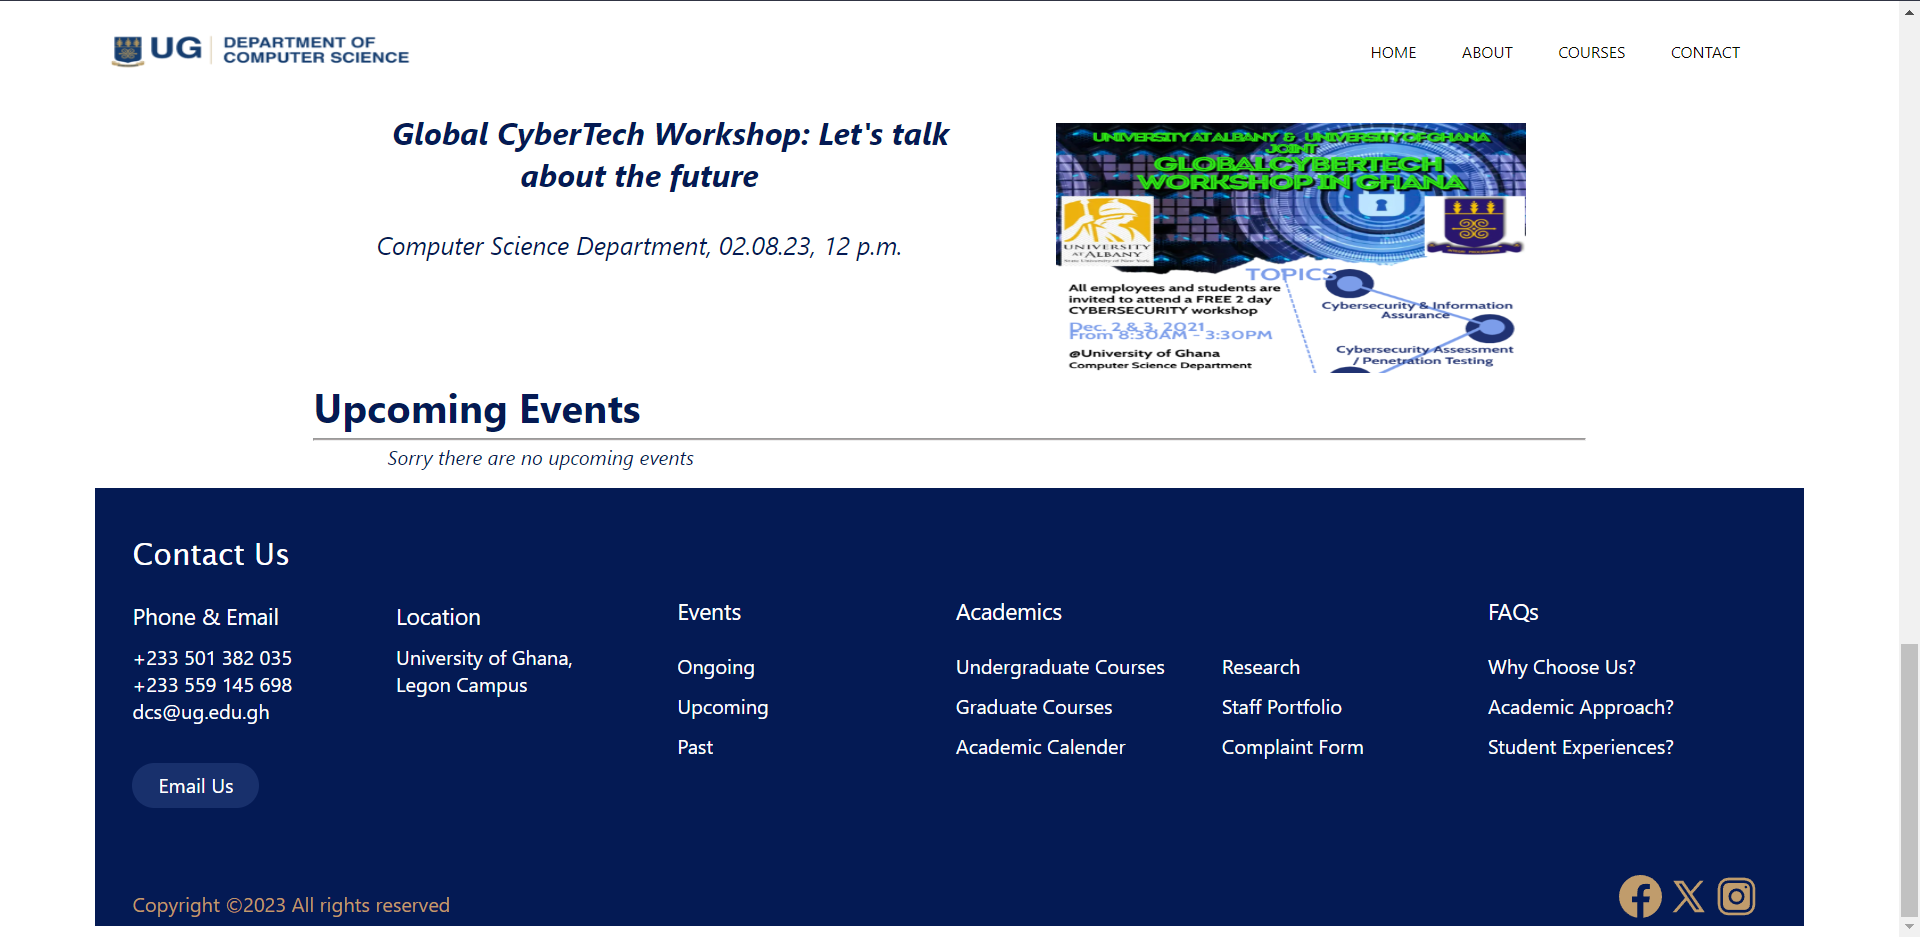 UG
DEPARTMENT OF
COMPUTER SCIENCE
HOME ABOUT COURSES CONTACT
Global CyberTech Workshop: Let's talk
about the future
Computer Science Department, 02.08.23, 12 p.m.
UNIVERSITY AT ALBANY & UNIVERSITY OF GHANA
JOINT
GLOBALCYBERTECH
WORKSHOP IN GHANA
UNIVERSITY
AT ALBANY
State University of New York
TOPICS
All employees and students are
invited to attend a FREE 2 day
CYBERSECURITY workshop
Dec. 2 & 3, 2021
From 8:30AM - 3:30PM
@University of Ghana
Computer Science Department
Cybersecurity & Information
Assurance
Cybersecurity Assessment
/ Penetration Testing
Upcoming Events
Sorry there are no upcoming events
Contact Us
Phone & Email
+233 501 382 035
+233 559 145 698
dcs@ug.edu.gh
Email Us
Location
University of Ghana,
Legon Campus
Events
Ongoing
Upcoming
Past
Academics
Undergraduate Courses
Graduate Courses
Academic Calender
Research
Staff Portfolio
Complaint Form
FAQs
Why Choose Us?
Academic Approach?
Student Experiences?
Copyright ©2023 All rights reserved